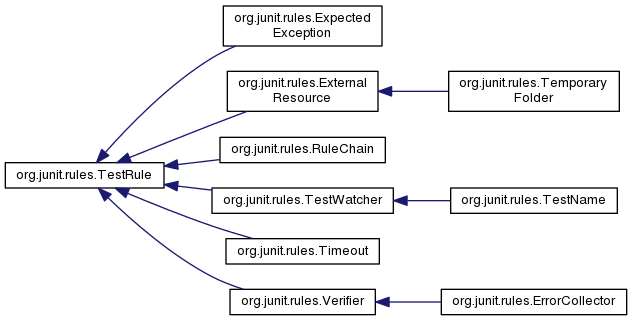 org.junit.rules.Expected
Exception
org.junit.rules.External
Resource
org.junit.rules.Temporary
Folder
org.junit.rules.RuleChain
org.junit.rules.TestRule
org.junit.rules.TestWatcher
org.junit.rules.TestName
org.junit.rules.Timeout
org.junit.rules.Verifier
org.junit.rules.ErrorCollector